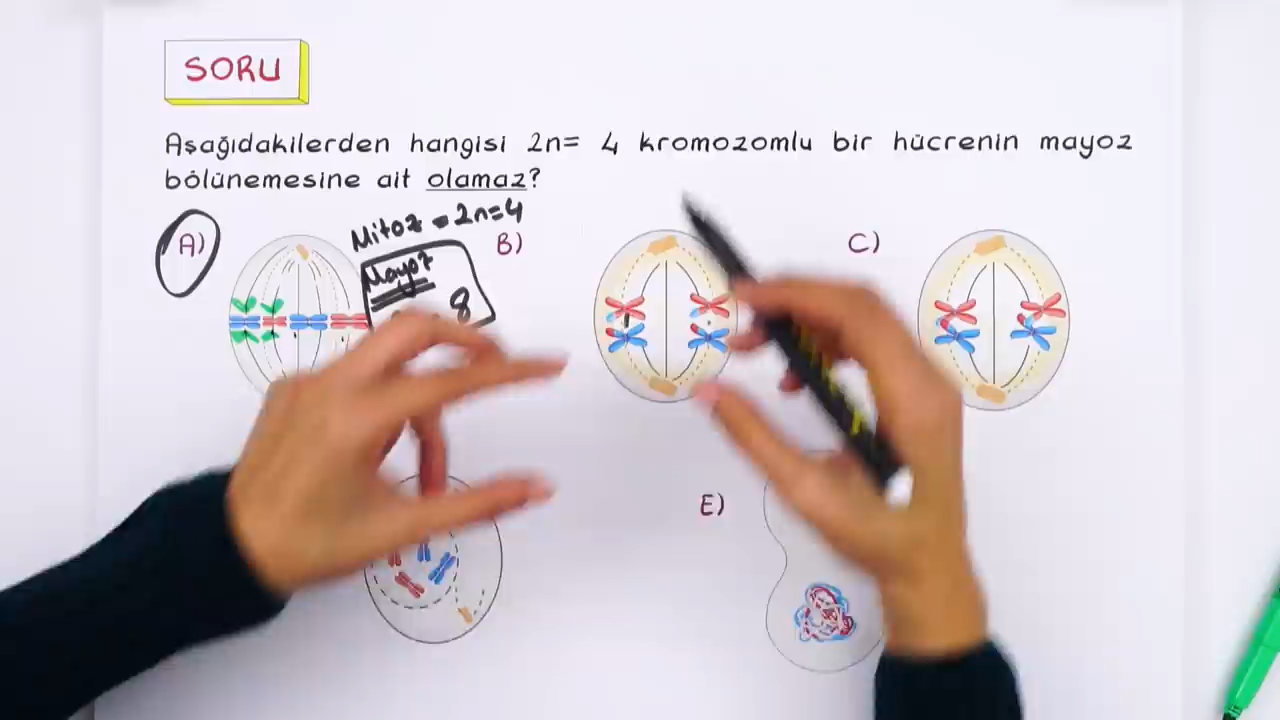 SORU
Aşağıdakilerden hangisi 2n= 4 kromozomlu bir hücrenin mayoz
bölünemesine ait olamaz?
A)
Mitoz = 2n=4
Mayoz
8
B)
C)
E)